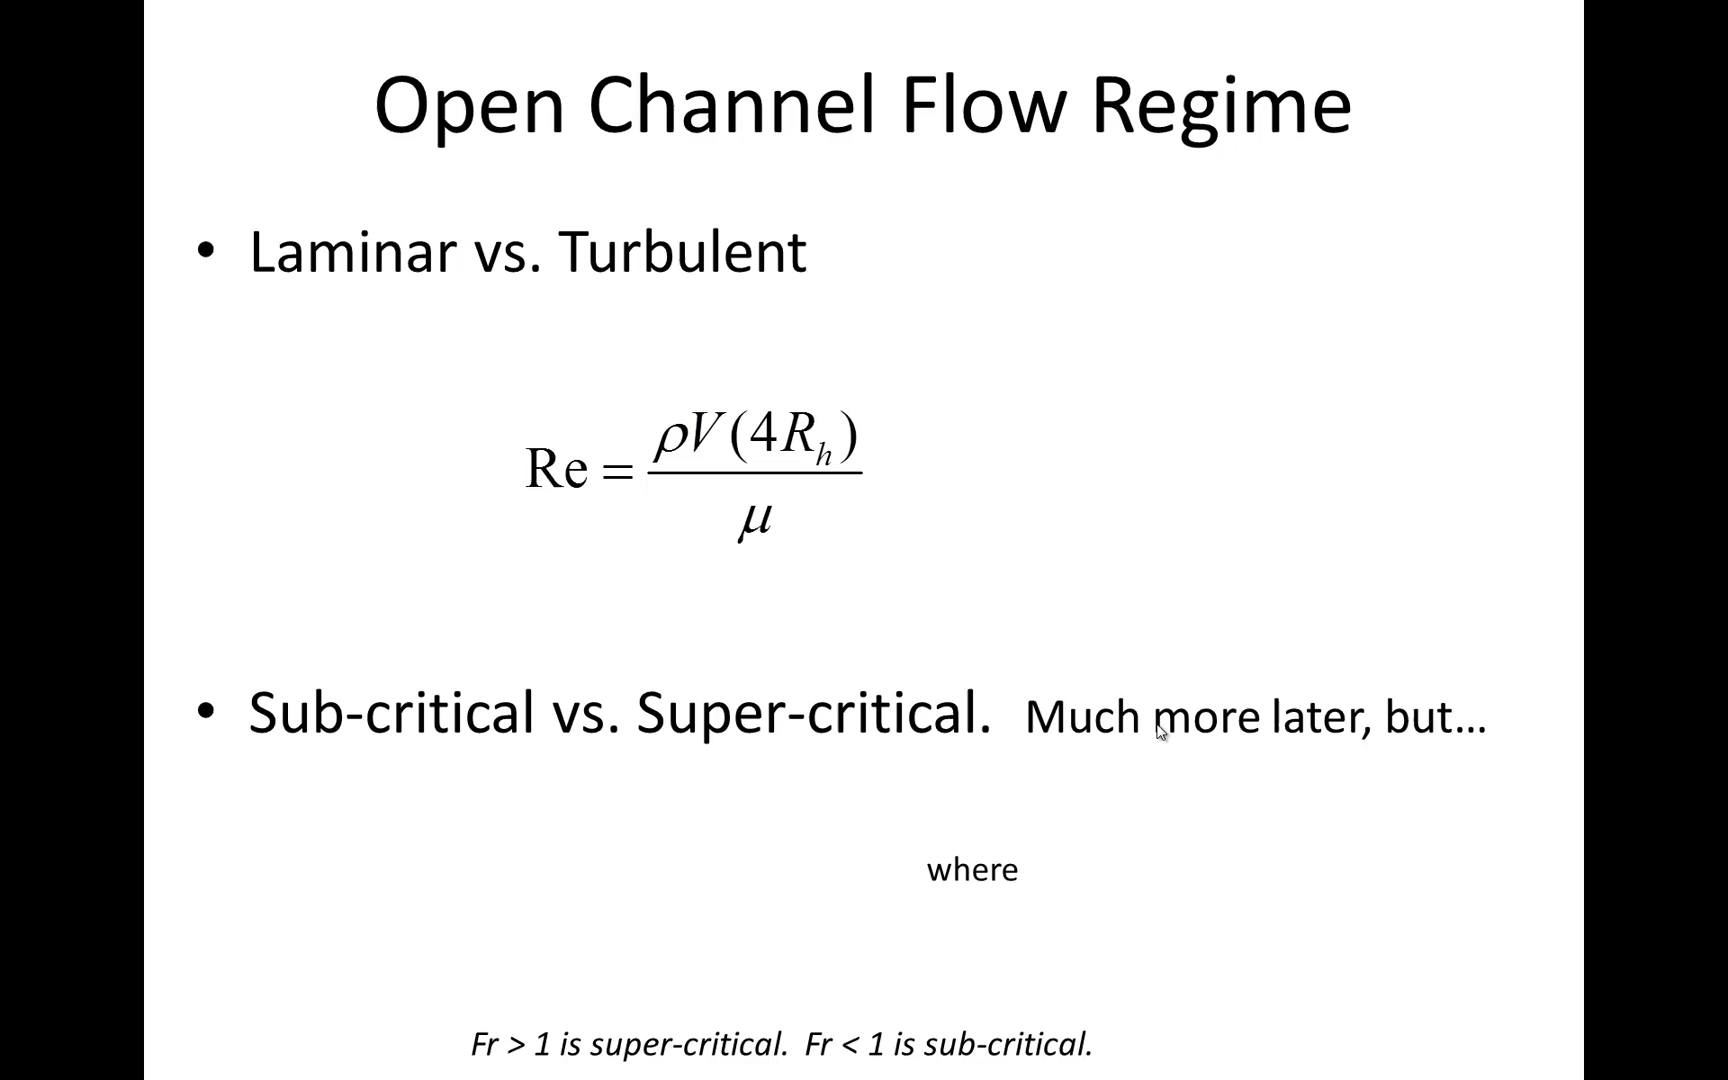 Open Channel Flow Regime
• Laminar vs. Turbulent
Re = ρV(4R_h) / μ
• Sub-critical vs. Super-critical. Much more later, but...
where
Fr > 1 is super-critical. Fr < 1 is sub-critical.